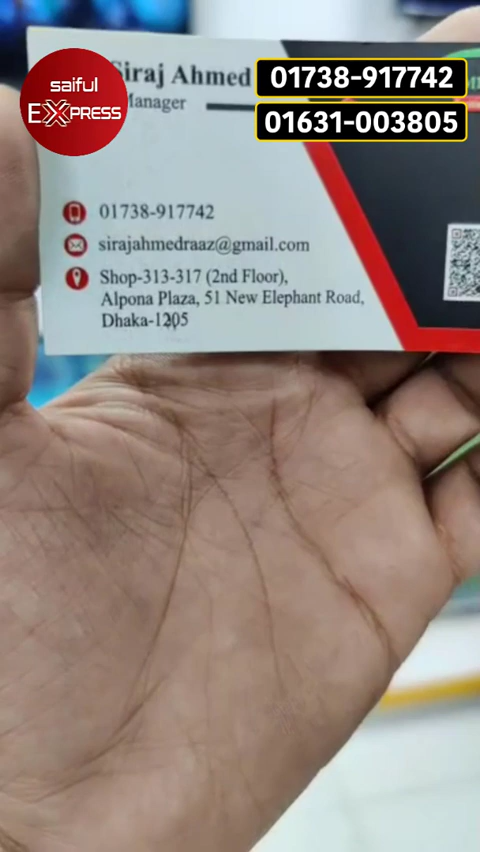 saiful
EXPRESS
Siraj Ahmed
Manager
01738-917742
01631-003805
01738-917742
sirajahmedraaz@gmail.com
Shop-313-317 (2nd Floor),
Alpona Plaza, 51 New Elephant Road,
Dhaka-1205